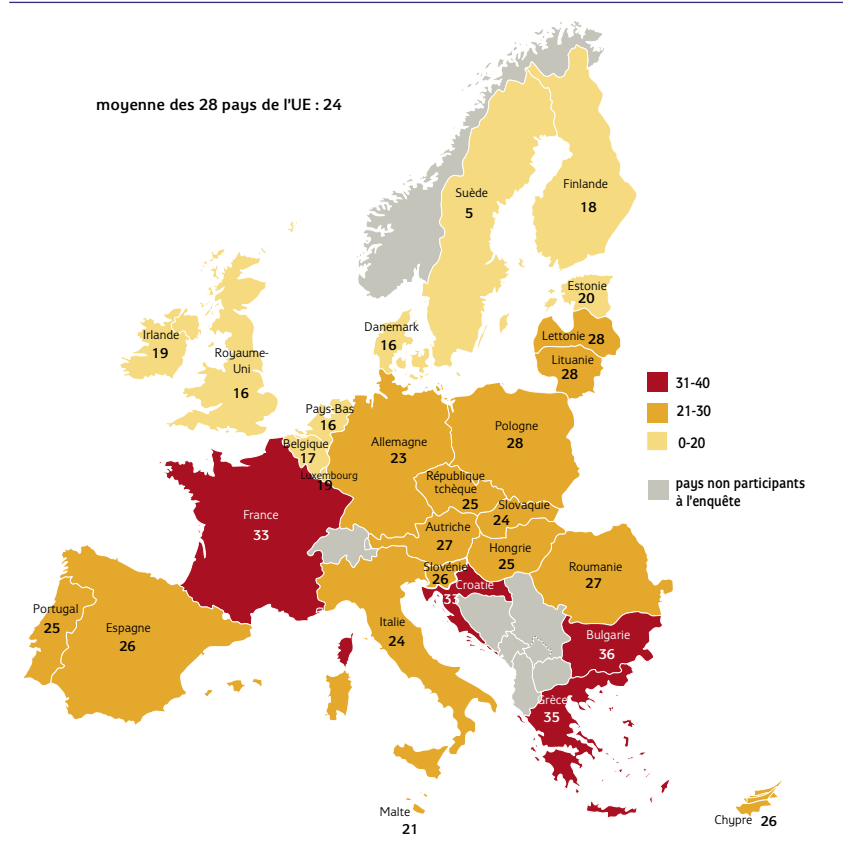 moyenne des 28 pays de l'UE : 24
Suède
5
Finlande
18
Estonie
20
Lettonie 28
Lituanie
28
Danemark
16
Irlande
19
Royaume-
Uni
16
Pays-Bas
16
Belgique
17
Luxembourg
19
Allemagne
23
Pologne
28
République
tchèque
25
Slovaquie
24
Autriche
27
Hongrie
25
Slovénie
26
Croatie
33
Roumanie
27
Bulgarie
36
Grèce
35
France
33
Portugal
25
Espagne
26
Italie
24
Malte
21
Chypre 26
31-40
21-30
0-20
pays non participants
à l'enquête